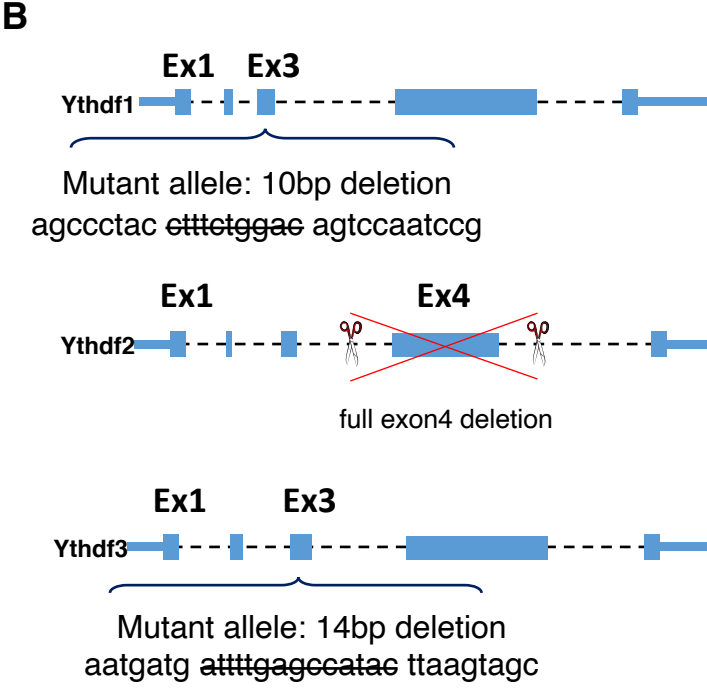 B
Ex1 Ex3
Ythdf1
Mutant allele: 10bp deletion
agccctac ctttctggac agtccaatccg
Ex1 Ex4
Ythdf2
full exon4 deletion
Ex1 Ex3
Ythdf3
Mutant allele: 14bp deletion
aatgatg attttgagccatac ttaagtagc